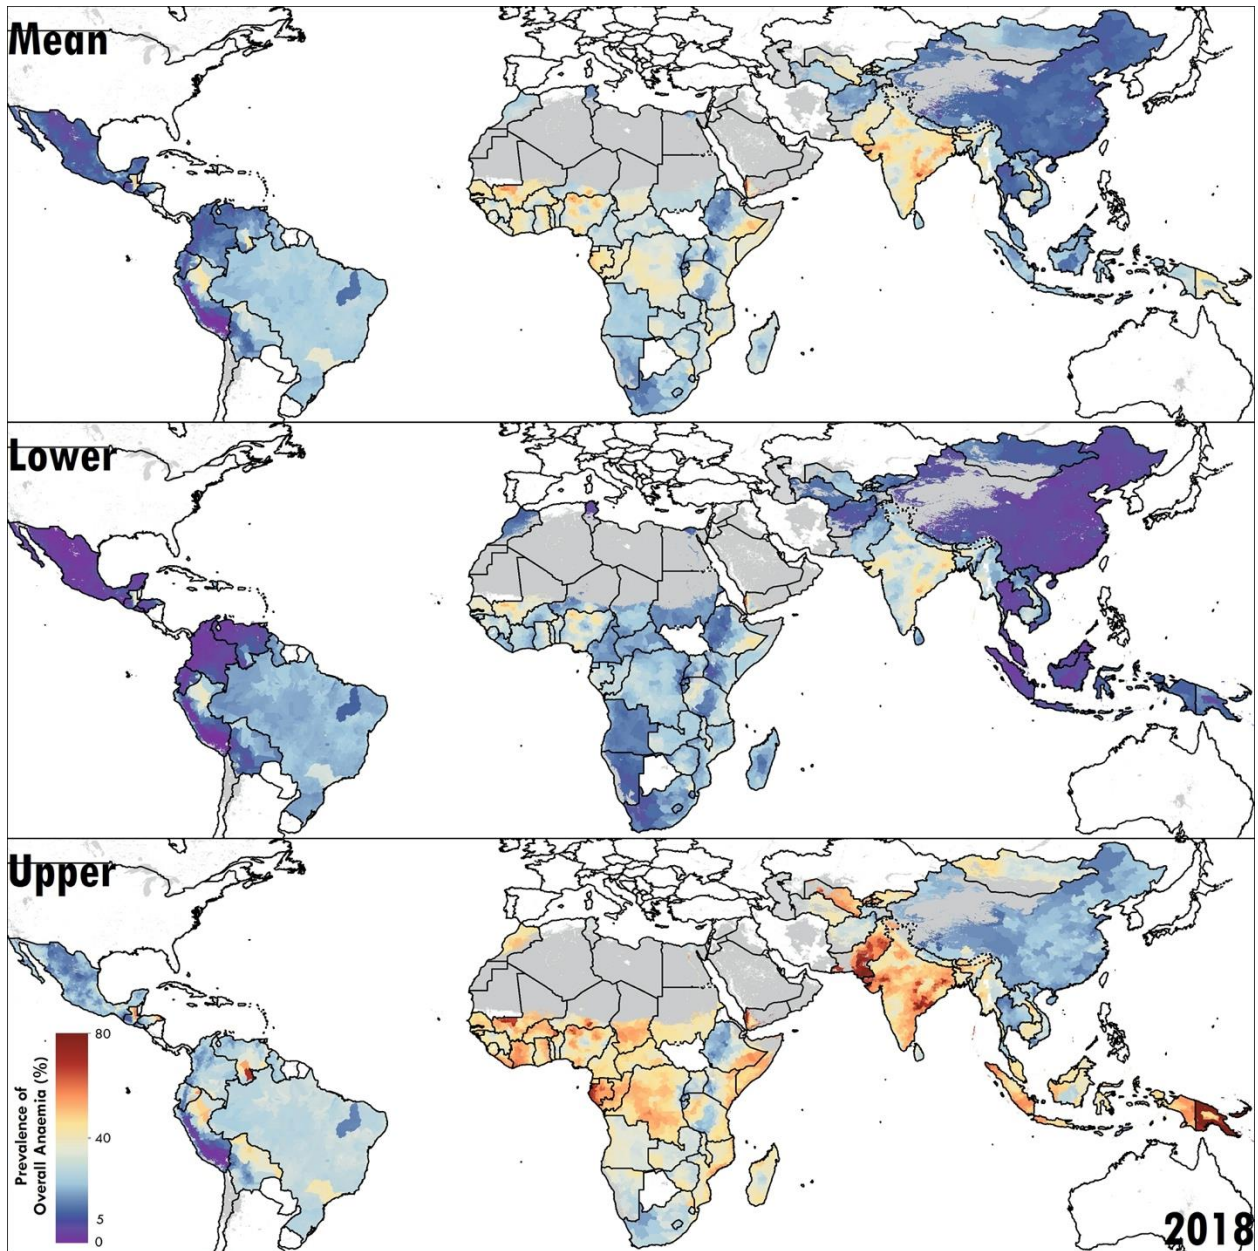 Mean
Lower
Upper
Prevalence of
Overall Anaemia (%)
80
40
5
0
2018